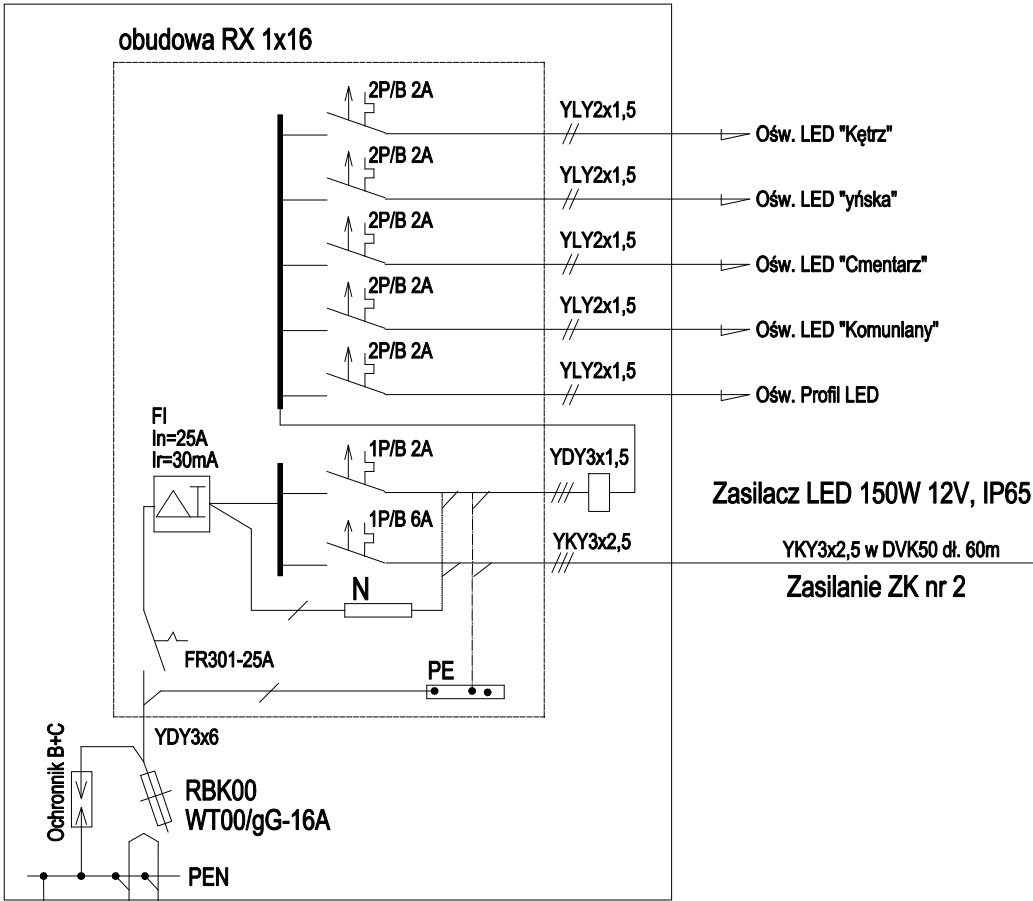 obudowa RX 1x16
2P/B 2A
YLY2x1,5
Ośw. LED "Kętrz"
2P/B 2A
YLY2x1,5
Ośw. LED "yńska"
2P/B 2A
YLY2x1,5
Ośw. LED "Cmentarz"
2P/B 2A
YLY2x1,5
Ośw. LED "Komunlany"
2P/B 2A
YLY2x1,5
Ośw. Profil LED
FI
In=25A
Ir=30mA
1P/B 2A
YDY3x1,5
Zasilacz LED 150W 12V, IP65
1P/B 6A
YKY3x2,5
YKY3x2,5 w DVK50 dł. 60m
Zasilanie ZK nr 2
N
FR301-25A
PE
YDY3x6
Ochronnik B+C
RBK00
WT00/gG-16A
PEN